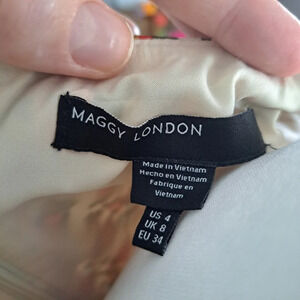 MAGGY LONDON
Made in Vietnam
Hecho en Vietnam
Fabrique en
Vietnam
US 4
UK 8
EU 34